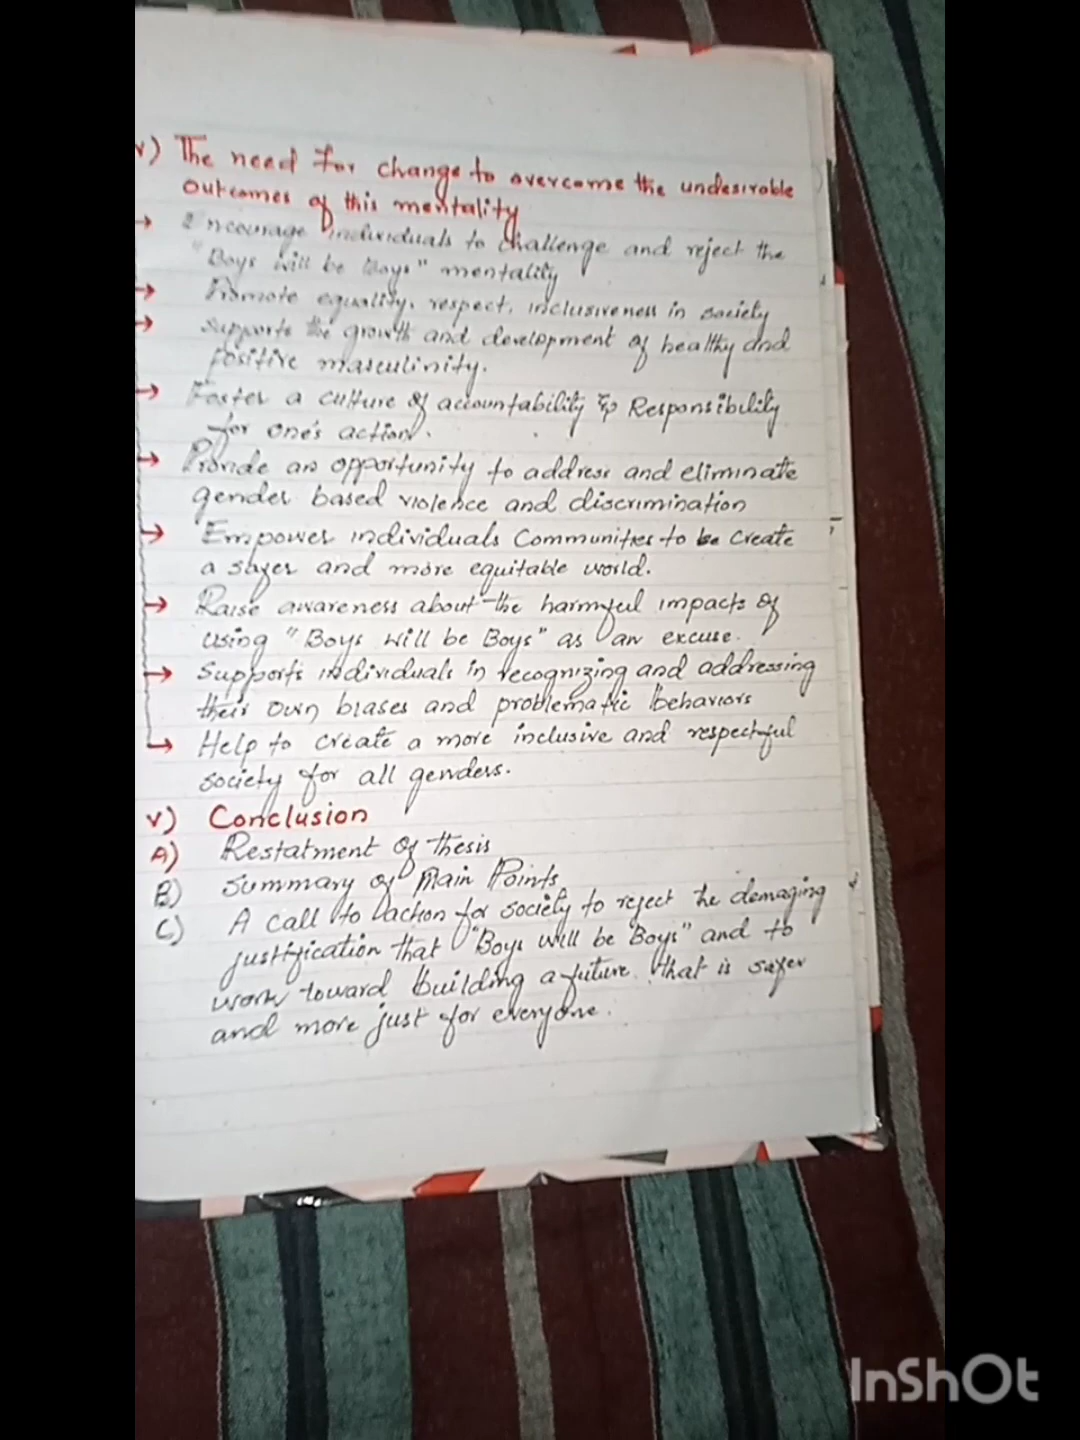 v) The need for change to overcome the undesirable
outcomes of this mentality
→ Encourage individuals to challenge and reject the
"Boys will be Boys" mentality
→ Promote equality, respect, inclusiveness in society
→ supports the growth and development of healthy and
positive masculinity.
→ Foster a culture of accountability & Responsibility
for one's action.
→ Provide an opportunity to address and eliminate
gender based violence and discrimination
→ Empower individuals Communities to be create
a safer and more equitable world.
→ Raise awareness about the harmful impacts of
using "Boys will be Boys" as an excuse.
→ Supports individuals in recognizing and addressing
their own biases and problematic behaviors
→ Help to create a more inclusive and respectful
society for all genders.
v) Conclusion
A) Restatment of thesis
B) Summary of Main Points
C) A call to action for society to reject the demaging
justification that "Boys will be Boys" and to
work toward building a future that is safer
and more just for everyone.
InShOt